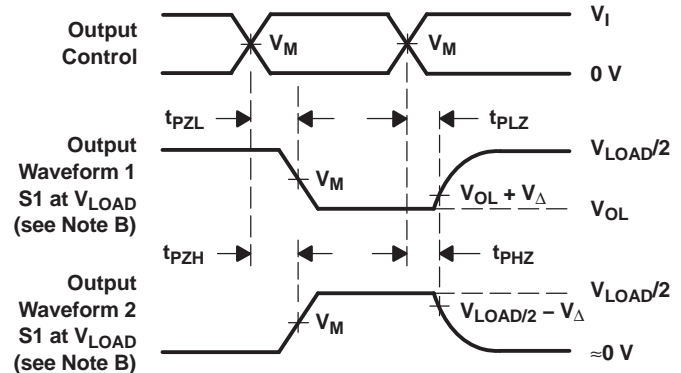 Output
Control
V_I
V_M
V_M
0 V
t_PZL
t_PLZ
Output
Waveform 1
S1 at V_LOAD
(see Note B)
V_LOAD/2
V_M
V_OL + V_Δ
V_OL
t_PZH
t_PHZ
Output
Waveform 2
S1 at V_LOAD
(see Note B)
V_LOAD/2
V_M
V_LOAD/2 − V_Δ
≈0 V